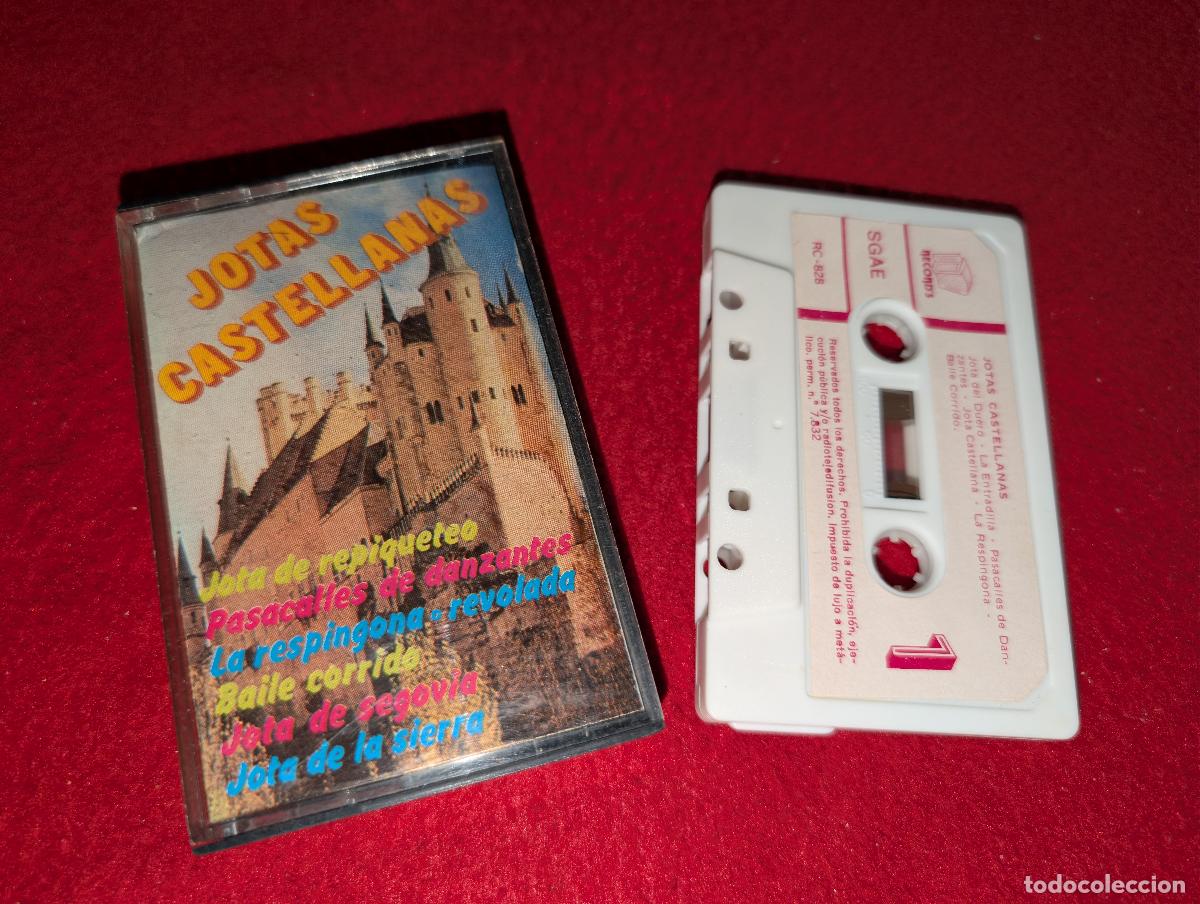 JOTAS
CASTELLANAS
Jota de repiqueteo
Pasacalles de danzantes
La respingona o revolada
Baile corrido
Jota de segovia
Jota de la sierra
RECORDS
SGAE
RC-828
JOTAS CASTELLANAS
Jota del Duero - La Entradilla - Pasacalles de Dan-
zantes - Jota Castellana - La Respingona -
Baile Corrido.
Reservados todos los derechos. Prohibida la duplicación, eje-
cución pública y/o radioteledifusion. Impuesto de lujo a metá-
lico. perm. n.º 7.832
1
todocoleccion